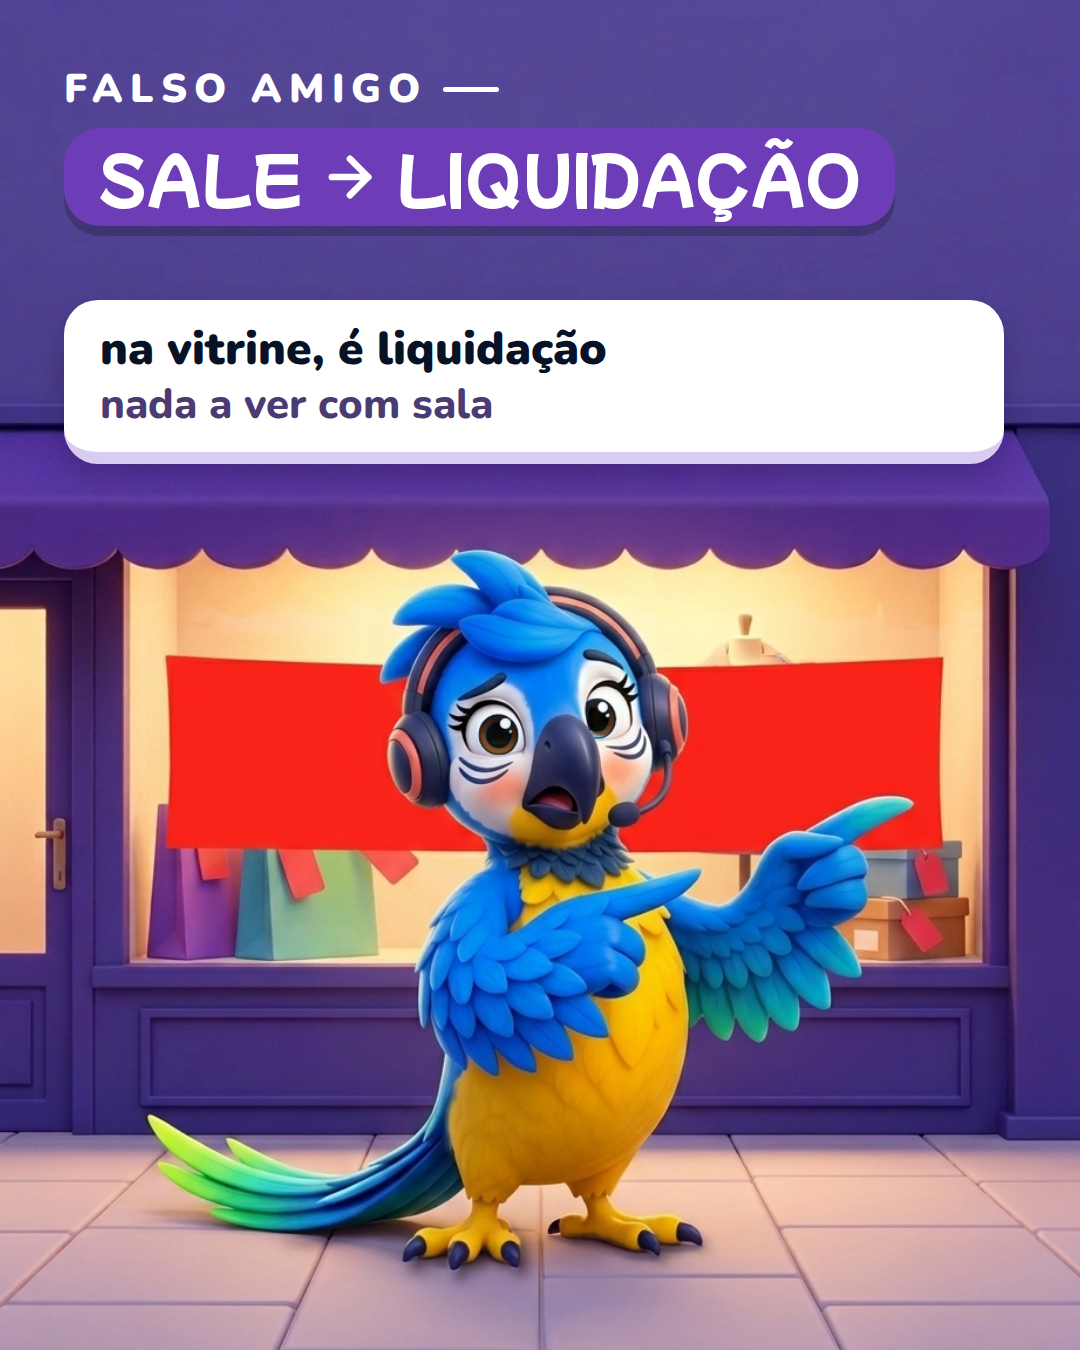 FALSO AMIGO —
SALE → LIQUIDAÇÃO
na vitrine, é liquidação
nada a ver com sala